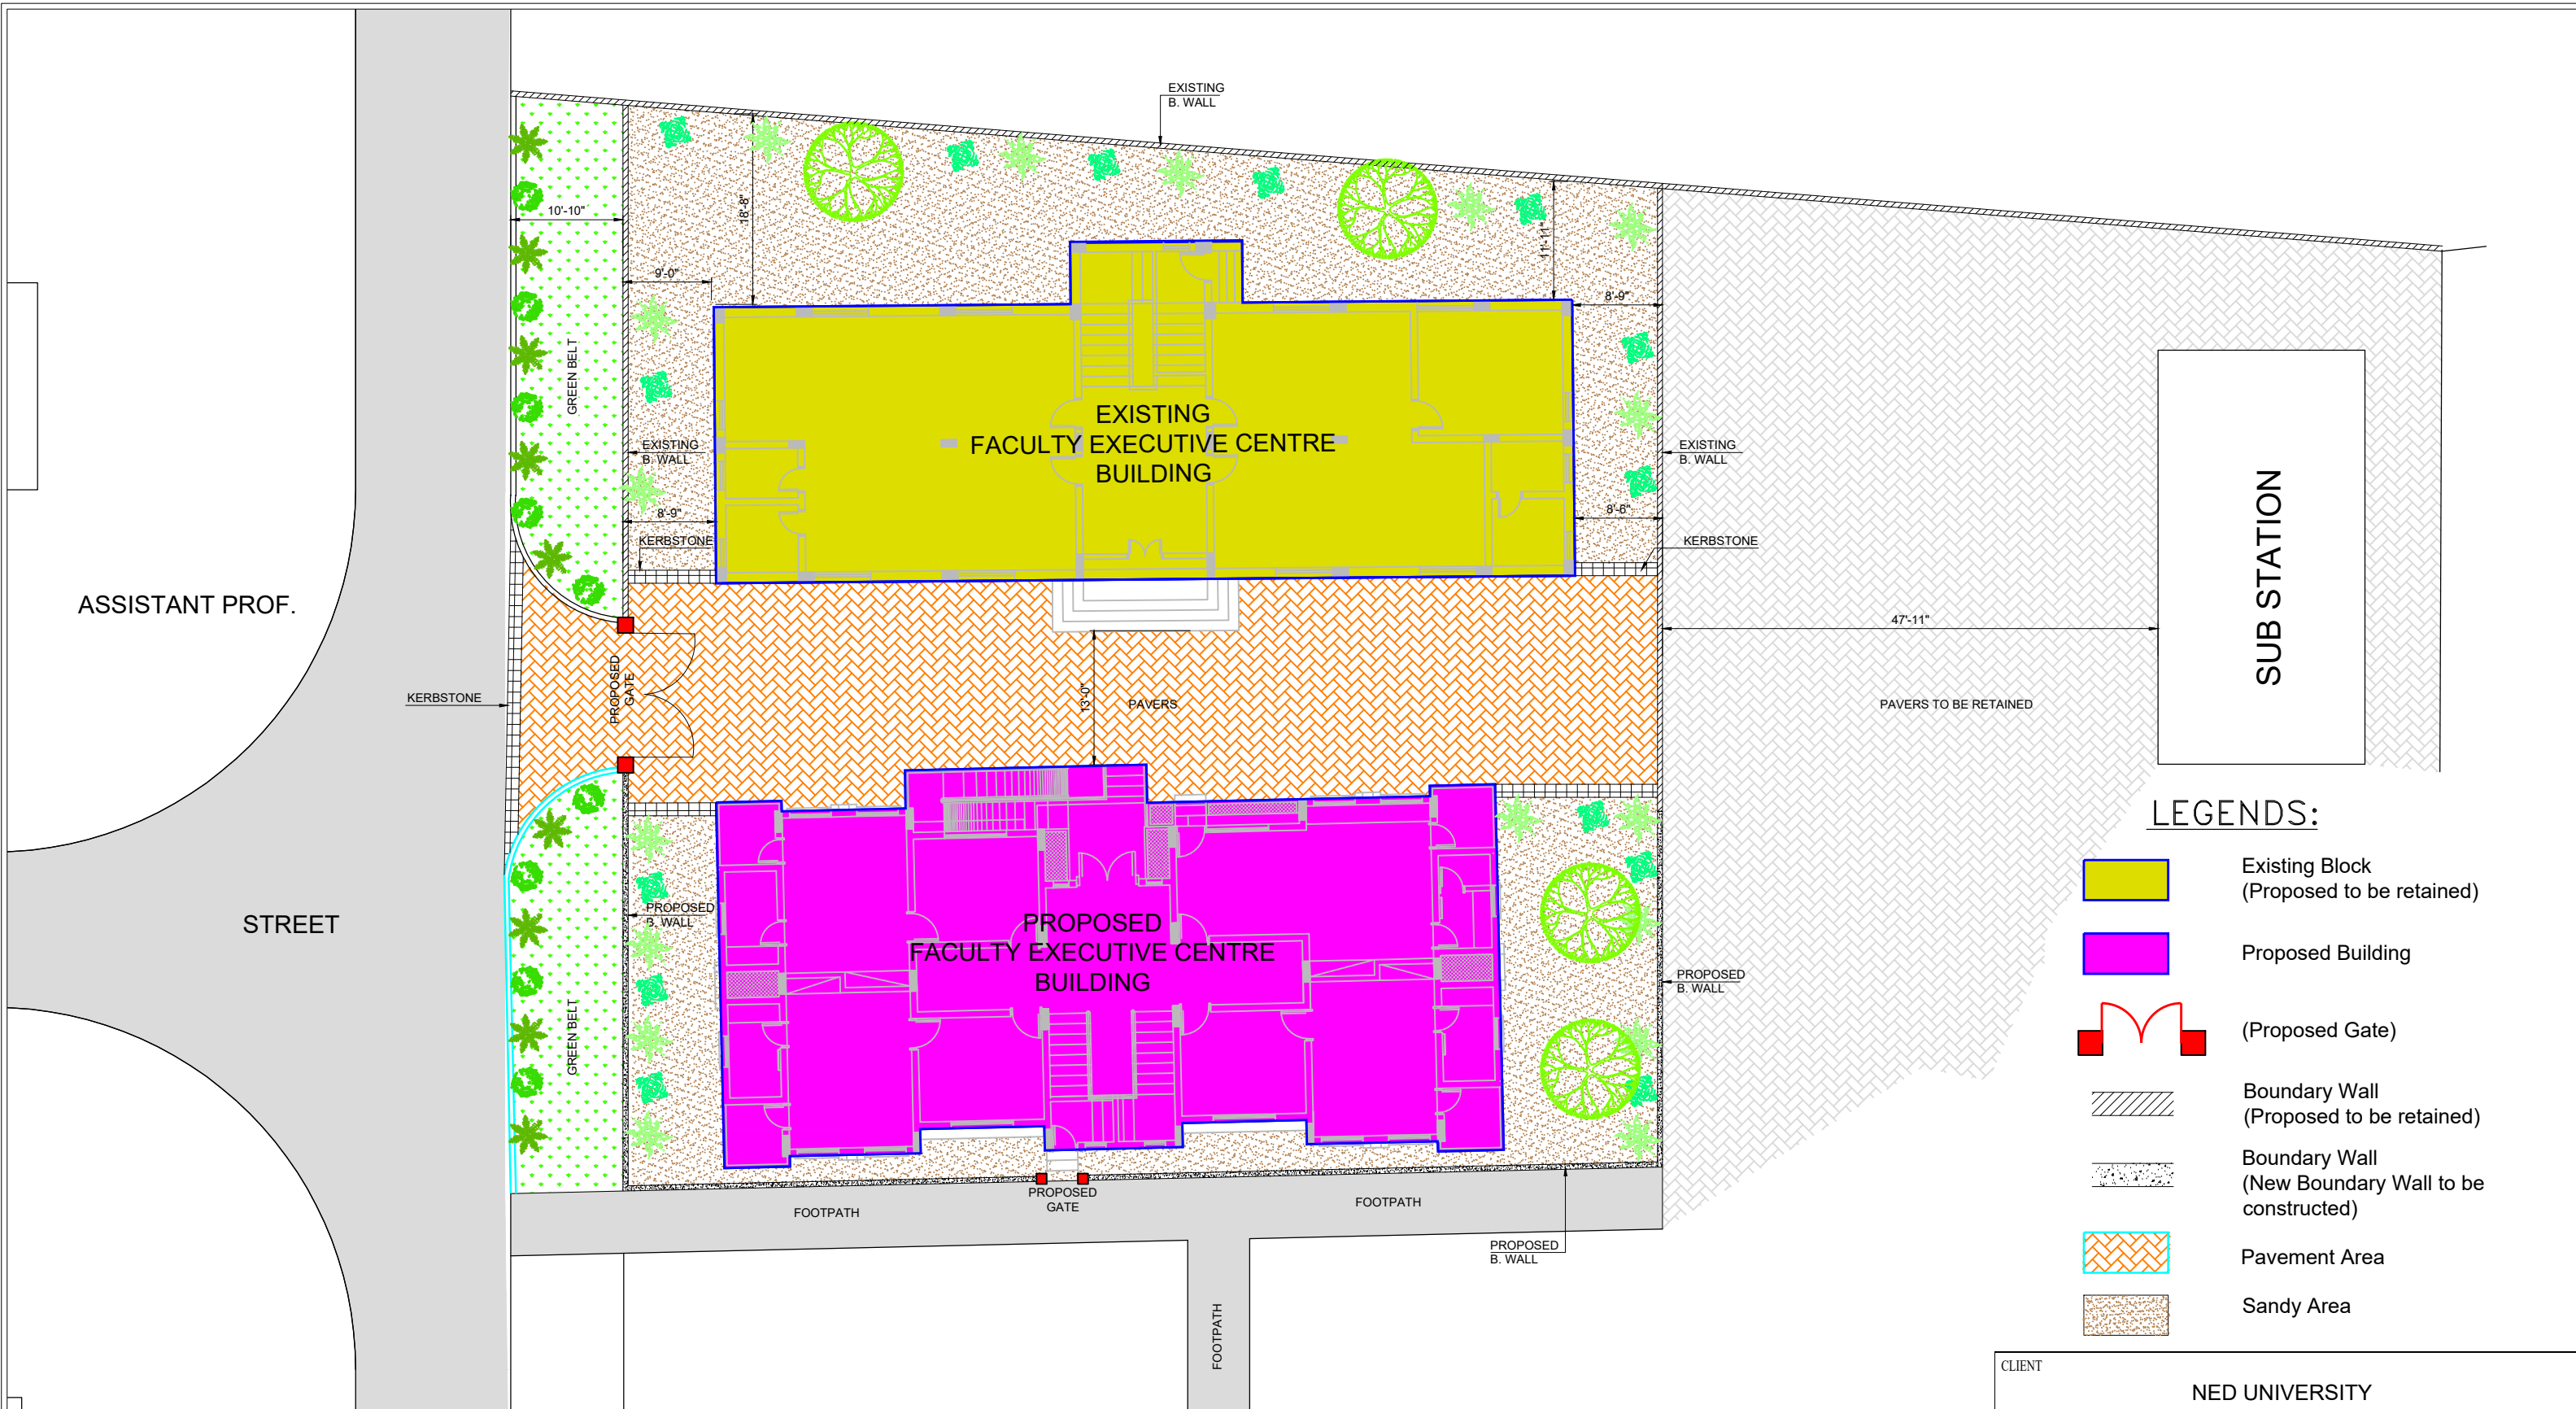 EXISTING
B. WALL
10'-10"
18'-8"
11'-11"
9'-0"
8'-9"
GREEN BELT
EXISTING
FACULTY EXECUTIVE CENTRE
BUILDING
EXISTING
B. WALL
EXISTING
B. WALL
8'-9"
8'-6"
KERBSTONE
KERBSTONE
ASSISTANT PROF.
SUB STATION
47'-11"
PROPOSED
GATE
KERBSTONE
13'-0"
PAVERS
PAVERS TO BE RETAINED
STREET
PROPOSED
B. WALL
PROPOSED
FACULTY EXECUTIVE CENTRE
BUILDING
PROPOSED
B. WALL
GREEN BELT
PROPOSED
GATE
FOOTPATH
FOOTPATH
PROPOSED
B. WALL
FOOTPATH
LEGENDS:
Existing Block
(Proposed to be retained)
Proposed Building
(Proposed Gate)
Boundary Wall
(Proposed to be retained)
Boundary Wall
(New Boundary Wall to be
constructed)
Pavement Area
Sandy Area
CLIENT
NED UNIVERSITY